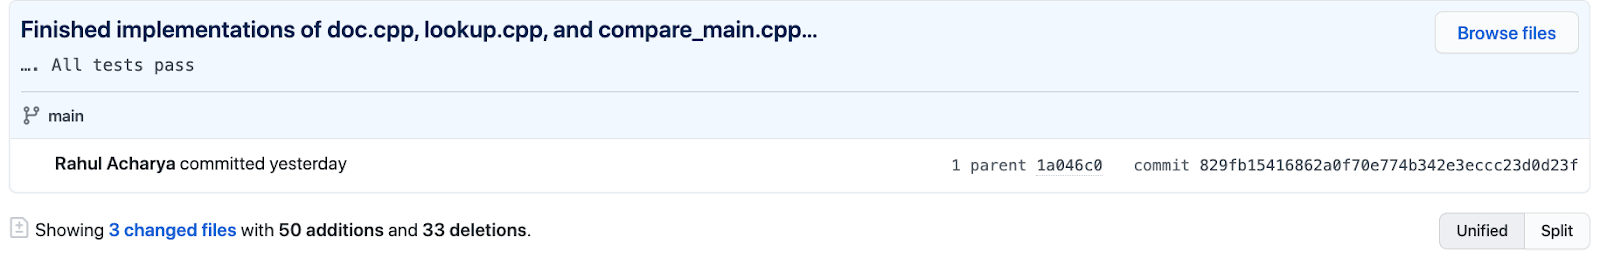 Finished implementations of doc.cpp, lookup.cpp, and compare_main.cpp...
Browse files
.... All tests pass
main
Rahul Acharya committed yesterday
1 parent 1a046c0 commit 829fb15416862a0f70e774b342e3eccc23d0d23f
Showing 3 changed files with 50 additions and 33 deletions.
Unified Split